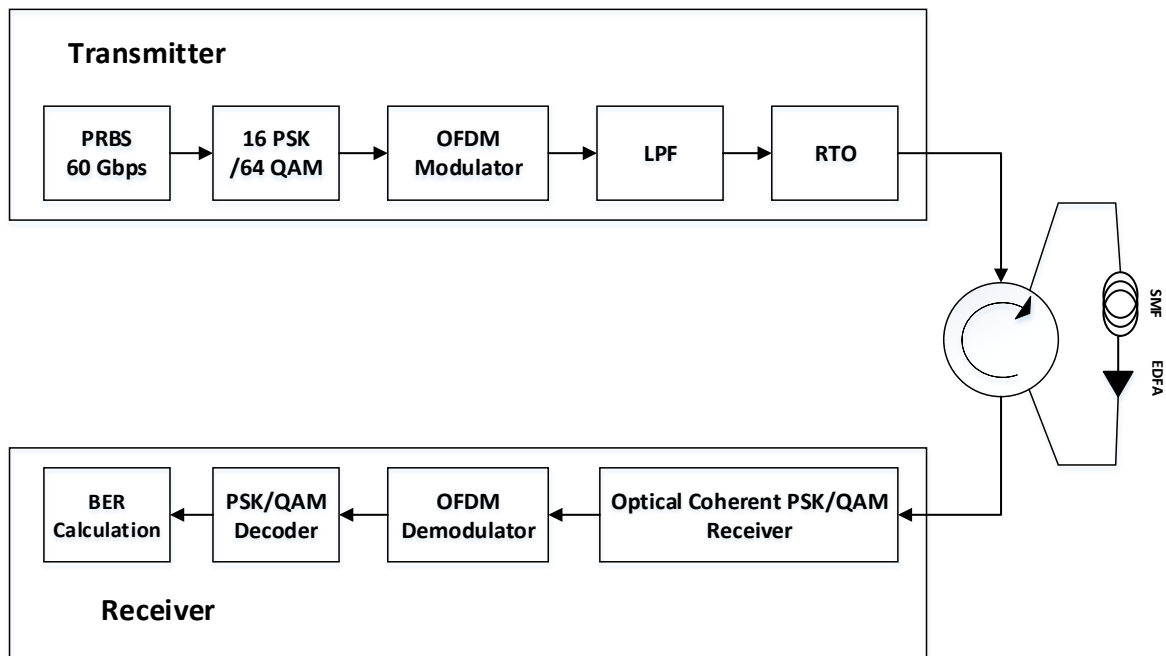 Transmitter
PRBS
60 Gbps
16 PSK
/64 QAM
OFDM
Modulator
LPF
RTO
SMF
EDFA
BER
Calculation
PSK/QAM
Decoder
OFDM
Demodulator
Optical Coherent PSK/QAM
Receiver
Receiver